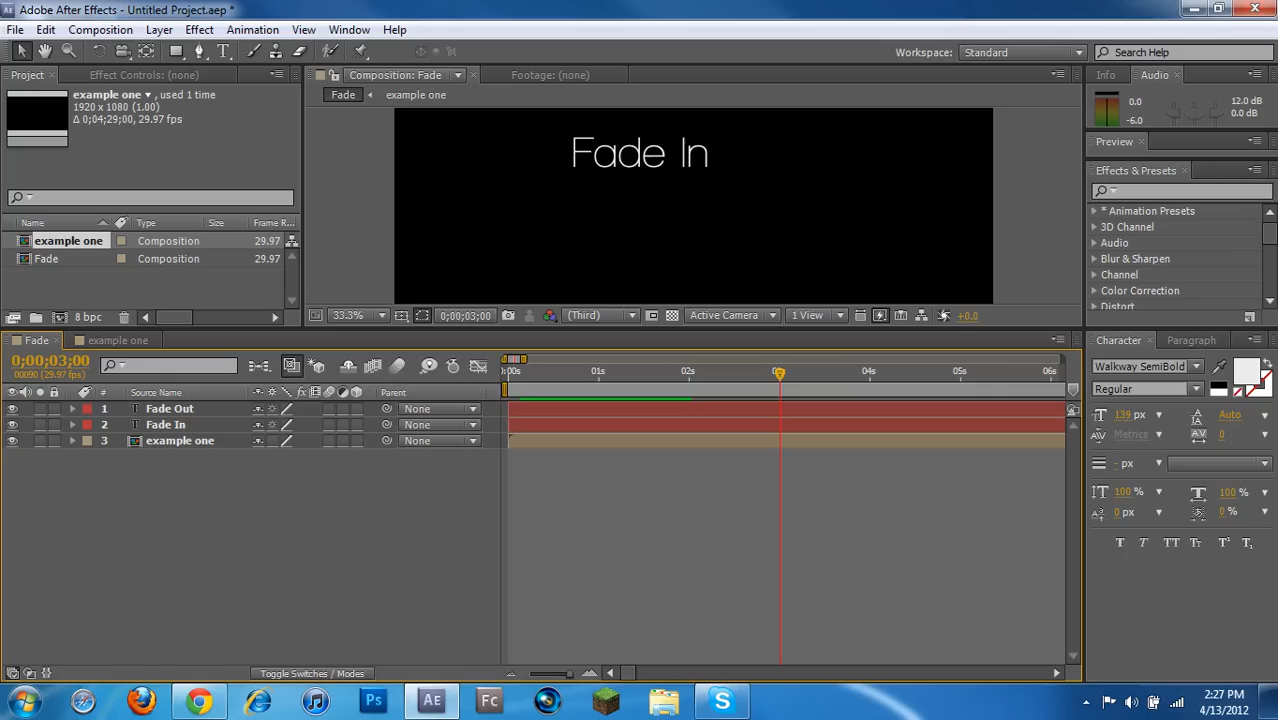 Adobe After Effects - Untitled Project.aep *
File Edit Composition Layer Effect Animation View Window Help
Workspace: Standard Search Help
Project Effect Controls: (none) Composition: Fade Footage: (none) Info Audio
example one, used 1 time
1920 x 1080 (1.00)
Δ 0;04;29;00, 29.97 fps
Fade example one
0.0 12.0 dB
-6.0 0.0 dB
Fade In
Preview
Effects & Presets
Name Type Size Frame R...
example one Composition 29.97
Fade Composition 29.97
* Animation Presets
3D Channel
Audio
Blur & Sharpen
Channel
Color Correction
Distort
8 bpc
33.3% 0;00;03;00 (Third) Active Camera 1 View +0.0
Fade example one
Character Paragraph
0;00;03;00
00090 (29.97 fps)
:00s 01s 02s 04s 05s 06s
# Source Name Parent
1 T Fade Out None
2 T Fade In None
3 example one None
Walkway SemiBold
Regular
139 px Auto
Metrics 0
- px
100 % 100 %
0 px 0 %
T T TT Tт T¹ T₁
Toggle Switches / Modes
Ps AE Fc S
2:27 PM
4/13/2012